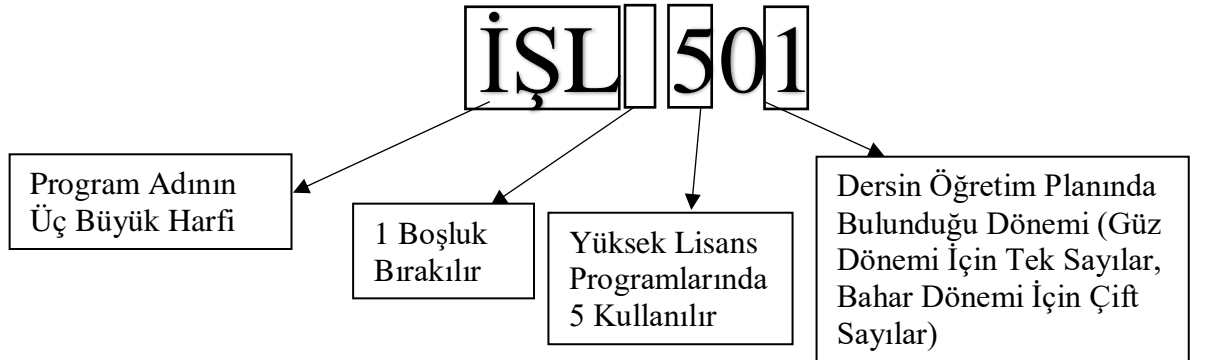 İŞL 501
Program Adının
Üç Büyük Harfi
1 Boşluk
Bırakılır
Yüksek Lisans
Programlarında
5 Kullanılır
Dersin Öğretim Planında
Bulunduğu Dönemi (Güz
Dönemi İçin Tek Sayılar,
Bahar Dönemi İçin Çift
Sayılar)